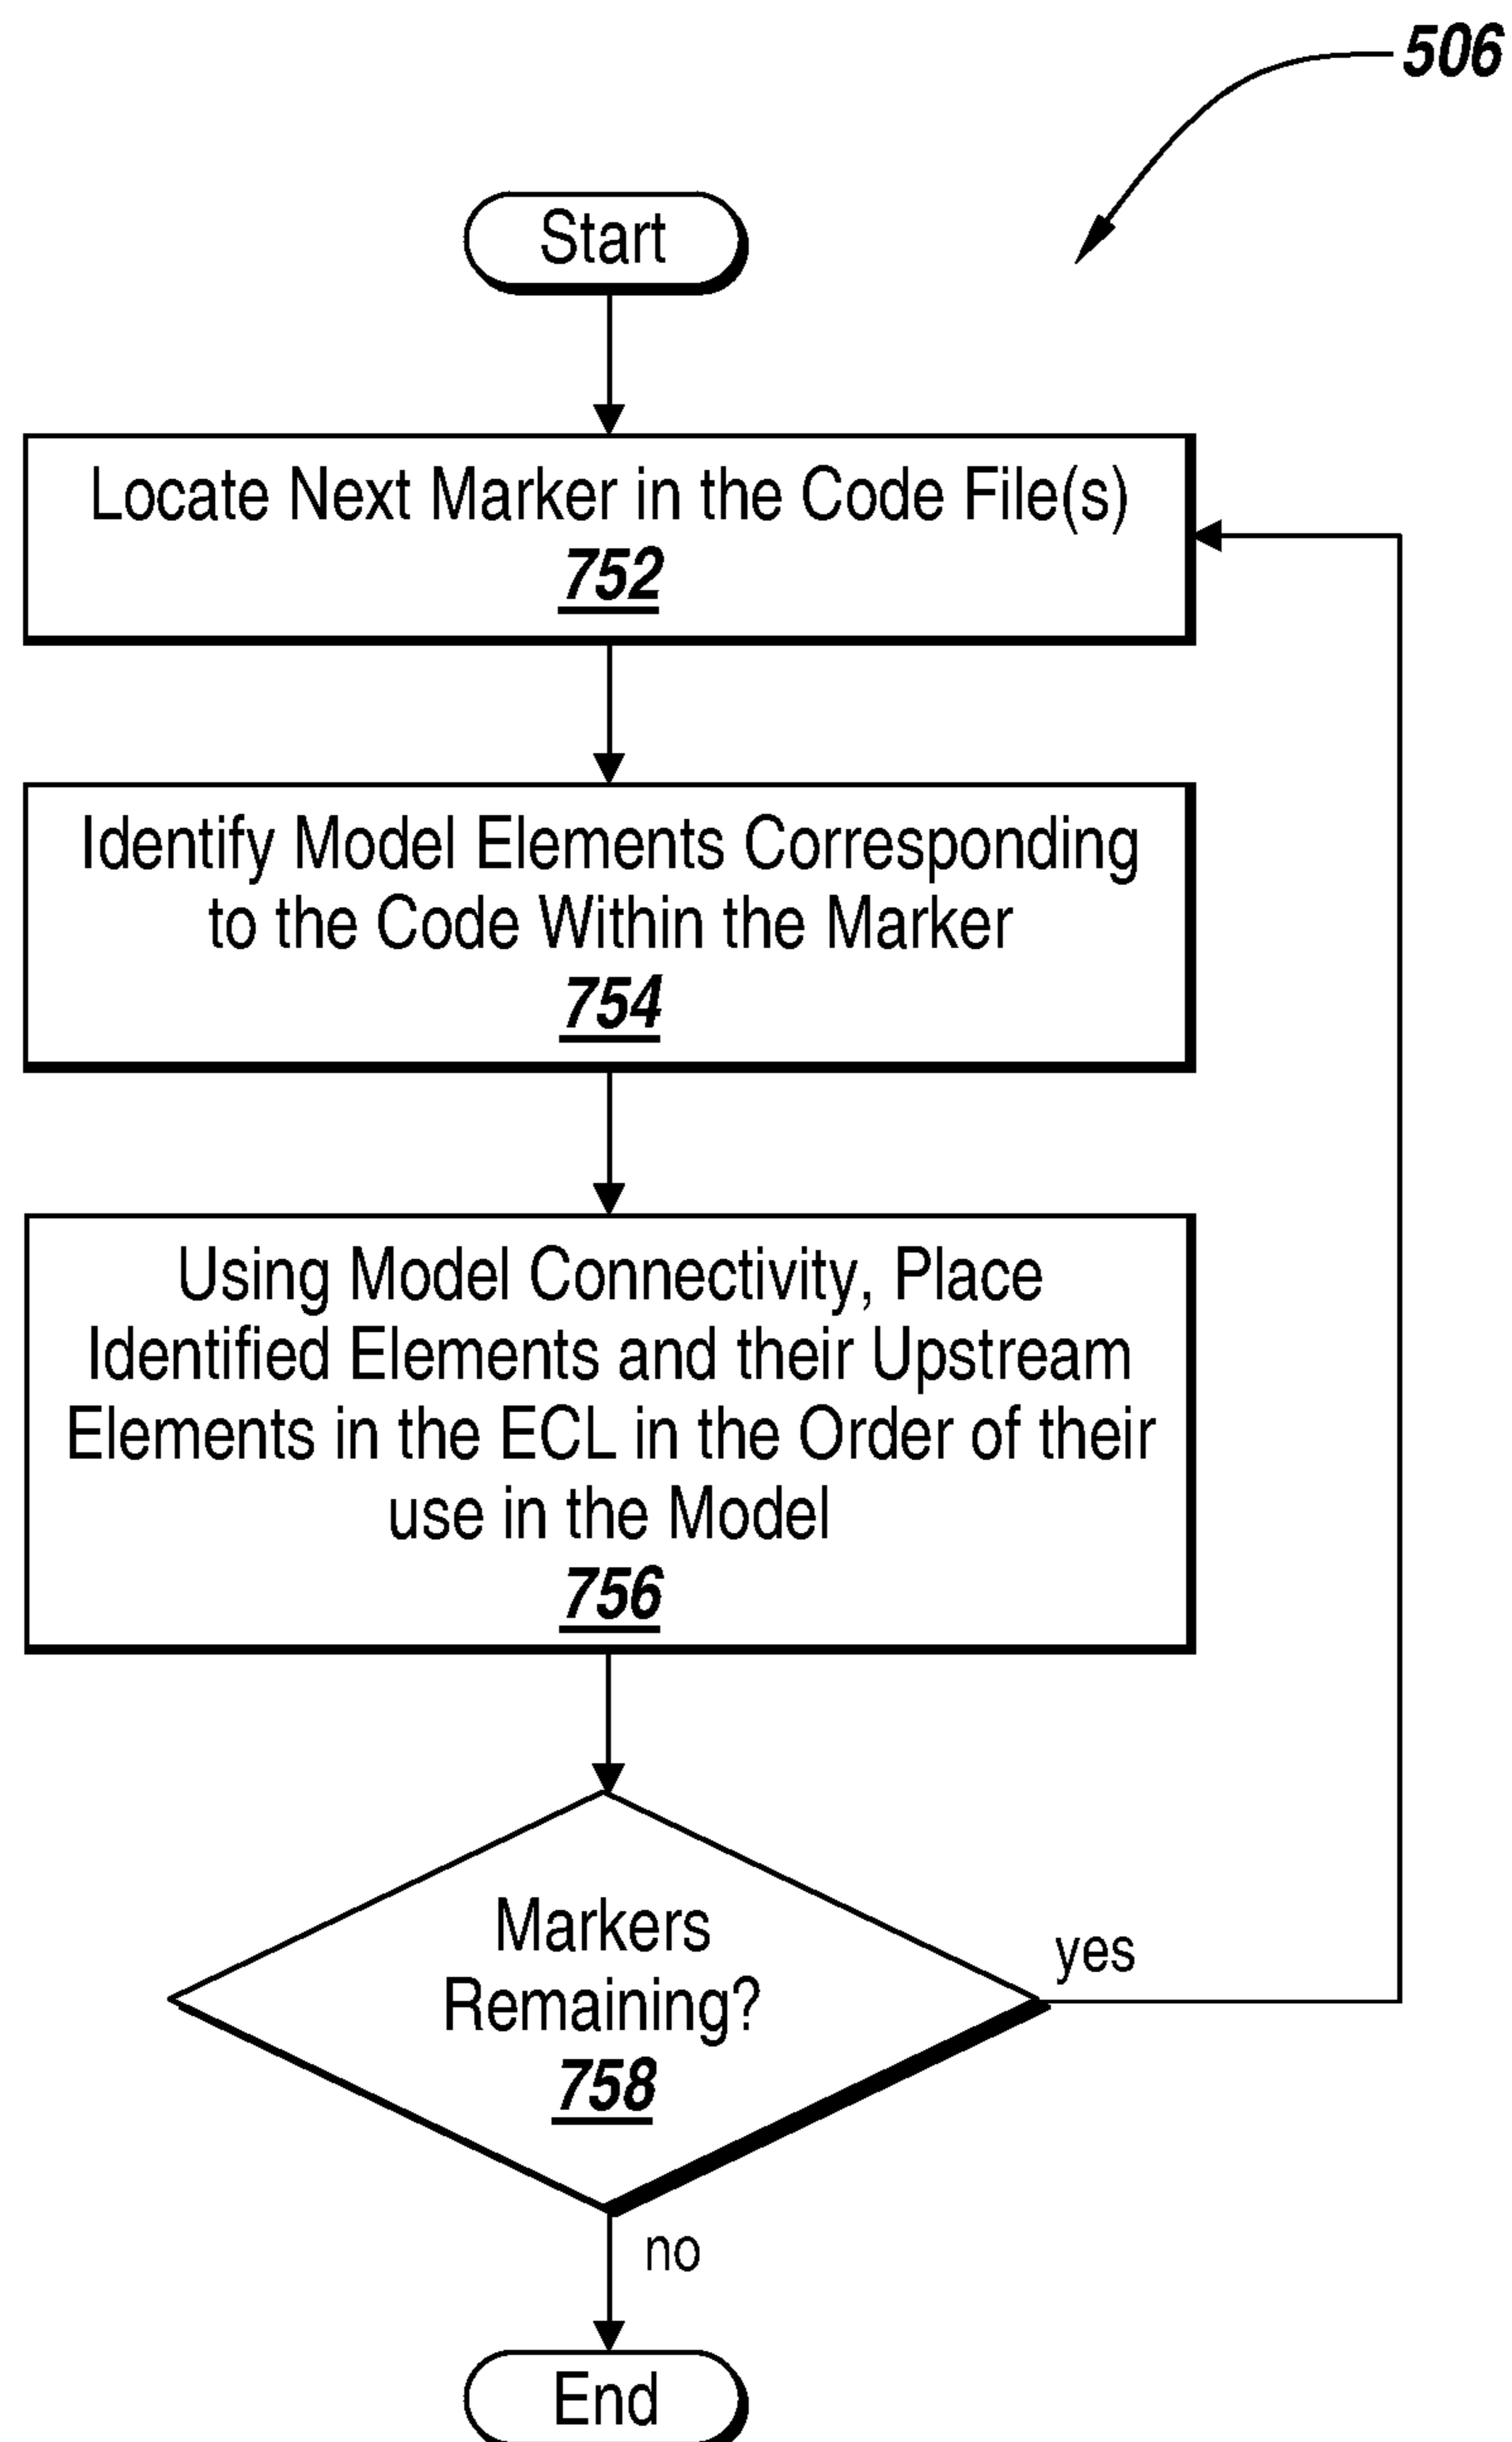 506
Start
Locate Next Marker in the Code File(s)
752
Identify Model Elements Corresponding
to the Code Within the Marker
754
Using Model Connectivity, Place
Identified Elements and their Upstream
Elements in the ECL in the Order of their
use in the Model
756
Markers
Remaining?
758
yes
no
End